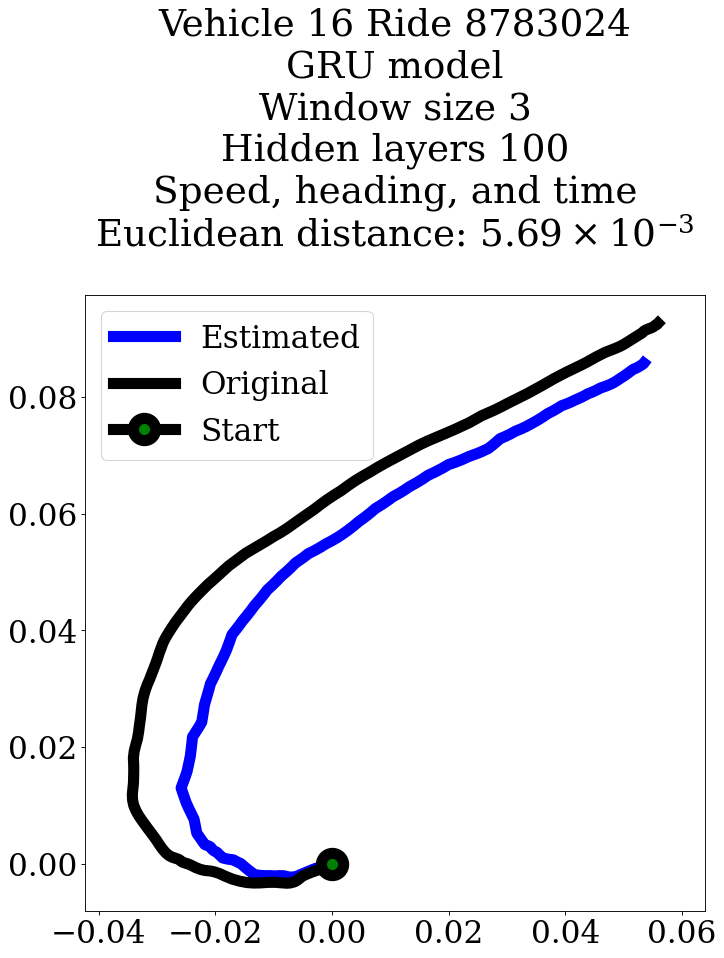 Vehicle 16 Ride 8783024
GRU model
Window size 3
Hidden layers 100
Speed, heading, and time
Euclidean distance: 5.69 × 10⁻³
Estimated
Original
Start
0.08
0.06
0.04
0.02
0.00
−0.04 −0.02 0.00 0.02 0.04 0.06